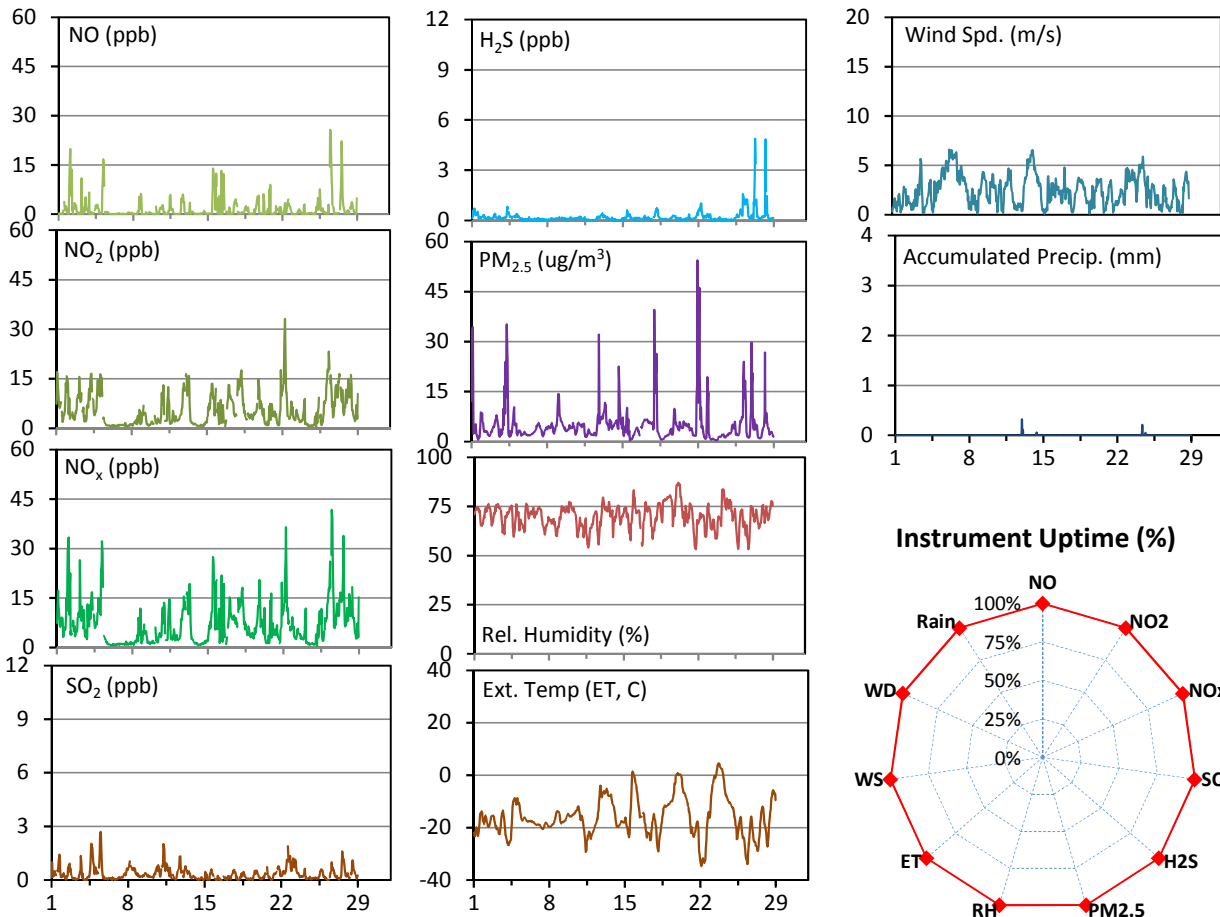 NO (ppb)
60
45
30
15
0
NO₂ (ppb)
60
45
30
15
0
NOₓ (ppb)
60
45
30
15
0
SO₂ (ppb)
12
9
6
3
0
1 8 15 22 29
H₂S (ppb)
12
9
6
3
0
PM₂.₅ (ug/m³)
60
45
30
15
0
100
75
50
25
0
Rel. Humidity (%)
Ext. Temp (ET, C)
40
20
0
-20
-40
1 8 15 22 29
Wind Spd. (m/s)
20
15
10
5
0
Accumulated Precip. (mm)
4
3
2
1
0
1 8 15 22 29
Instrument Uptime (%)
NO
100%
75%
50%
25%
0%
NO2
NOx
H2S
PM2.5
RH
ET
WS
WD
Rain